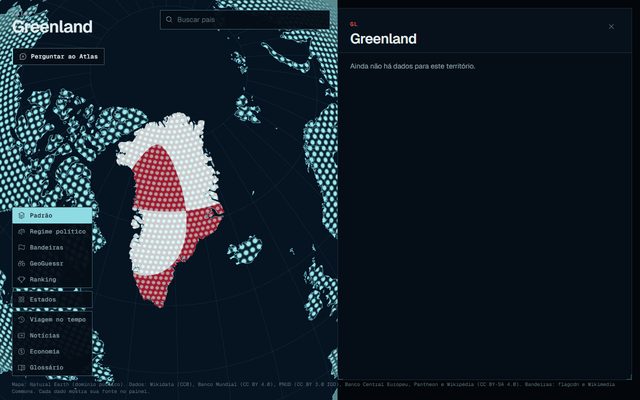 Greenland
Buscar país
Perguntar ao Atlas
GL
Greenland
Ainda não há dados para este território.
Padrão
Regime político
Bandeiras
GeoGuessr
Ranking
Estados
Viagem no tempo
Notícias
Economia
Glossário
Mapa: Natural Earth (domínio público). Dados: Wikidata (CC0), Banco Mundial (CC BY 4.0), PNUD (CC BY 3.0 IGO), Banco Central Europeu, Pantheon e Wikipédia (CC BY-SA 4.0). Bandeiras: flagcdn e Wikimedia
Commons. Cada dado mostra sua fonte no painel.